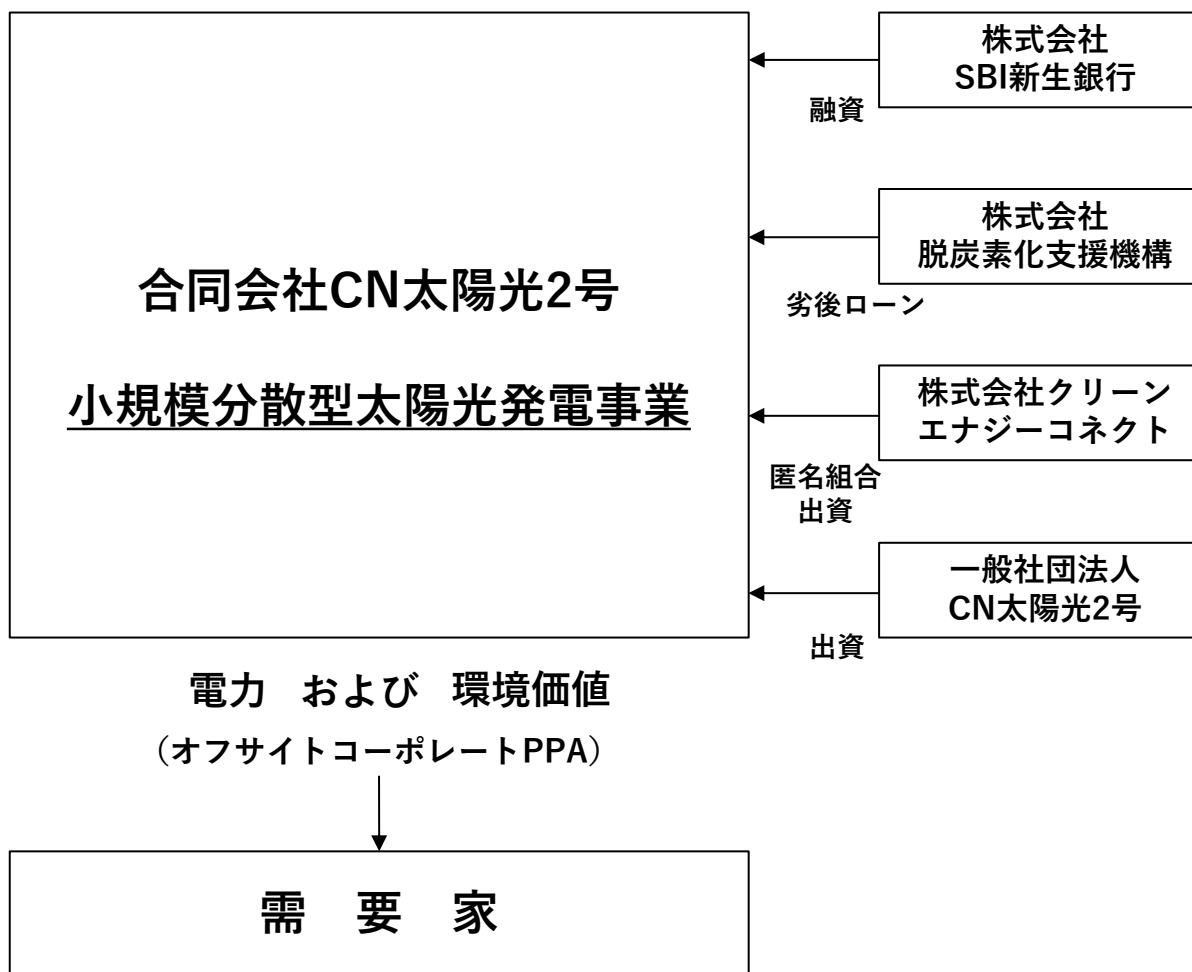 合同会社CN太陽光2号
小規模分散型太陽光発電事業
株式会社
SBI新生銀行
融資
株式会社
脱炭素化支援機構
劣後ローン
株式会社クリーン
エナジーコネクト
匿名組合
出資
一般社団法人
CN太陽光2号
出資
電力 および 環境価値
（オフサイトコーポレートPPA）
需 要 家